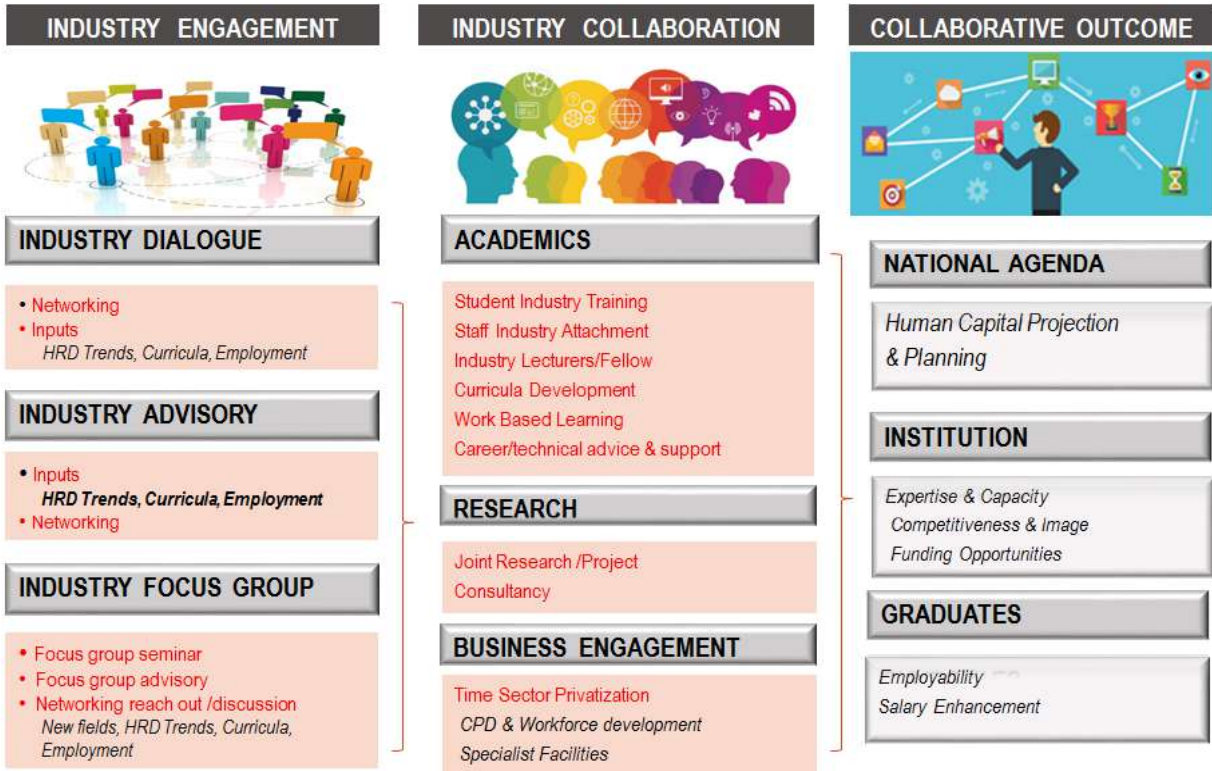 INDUSTRY ENGAGEMENT
INDUSTRY DIALOGUE
• Networking
• Inputs
HRD Trends, Curricula, Employment
INDUSTRY ADVISORY
• Inputs
HRD Trends, Curricula, Employment
• Networking
INDUSTRY FOCUS GROUP
• Focus group seminar
• Focus group advisory
• Networking reach out /discussion
New fields, HRD Trends, Curricula,
Employment
INDUSTRY COLLABORATION
ACADEMICS
Student Industry Training
Staff Industry Attachment
Industry Lecturers/Fellow
Curricula Development
Work Based Learning
Career/technical advice & support
RESEARCH
Joint Research /Project
Consultancy
BUSINESS ENGAGEMENT
Time Sector Privatization
CPD & Workforce development
Specialist Facilities
COLLABORATIVE OUTCOME
NATIONAL AGENDA
Human Capital Projection
& Planning
INSTITUTION
Expertise & Capacity
Competitiveness & Image
Funding Opportunities
GRADUATES
Employability
Salary Enhancement